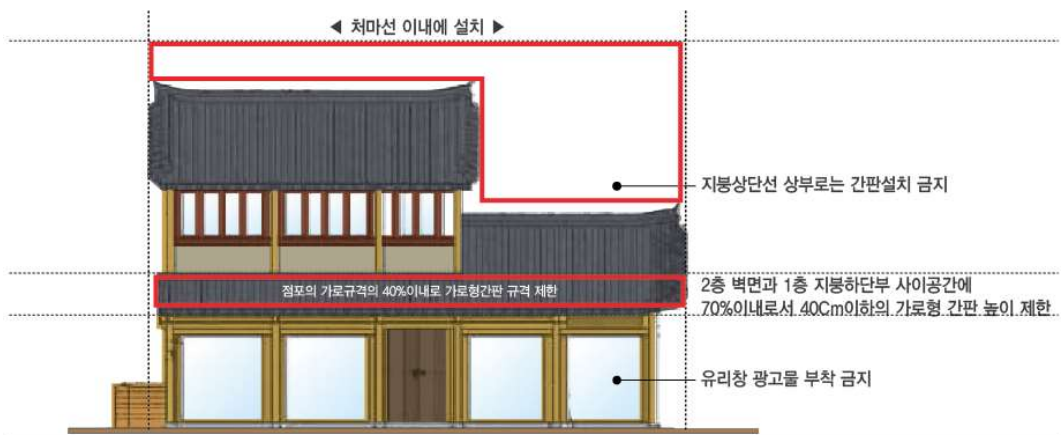 ◀ 처마선 이내에 설치 ▶
지붕상단선 상부로는 간판설치 금지
점포의 가로규격의 40%이내로 가로형간판 규격 제한
2층 벽면과 1층 지붕하단부 사이공간에
70%이내로서 40Cm이하의 가로형 간판 높이 제한
유리창 광고물 부착 금지